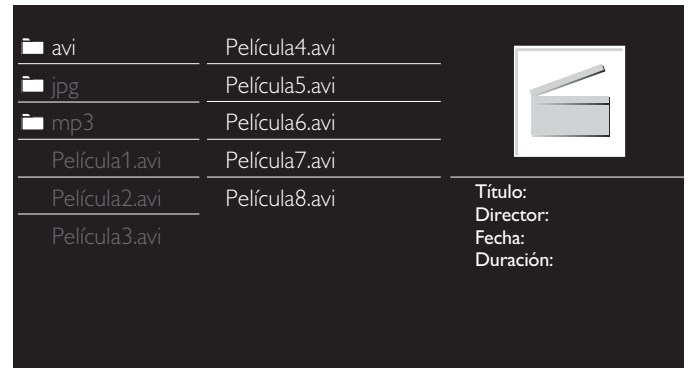 avi
jpg
mp3
Película1.avi
Película2.avi
Película3.avi
Película4.avi
Película5.avi
Película6.avi
Película7.avi
Película8.avi
Título:
Director:
Fecha:
Duración: